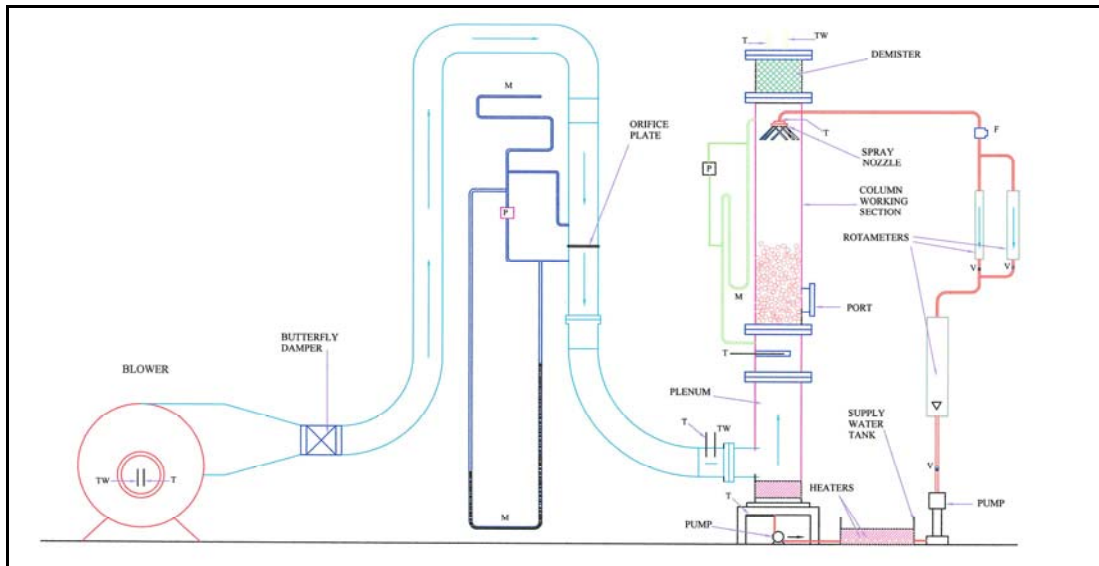 T
TW
DEMISTER
M
ORIFICE
PLATE
T
F
SPRAY
NOZZLE
P
COLUMN
WORKING
SECTION
P
ROTAMETERS
V
V
M
PORT
BUTTERFLY
DAMPER
T
BLOWER
PLENUM
SUPPLY
WATER
TANK
T
TW
V
TW
T
HEATERS
T
PUMP
M
PUMP